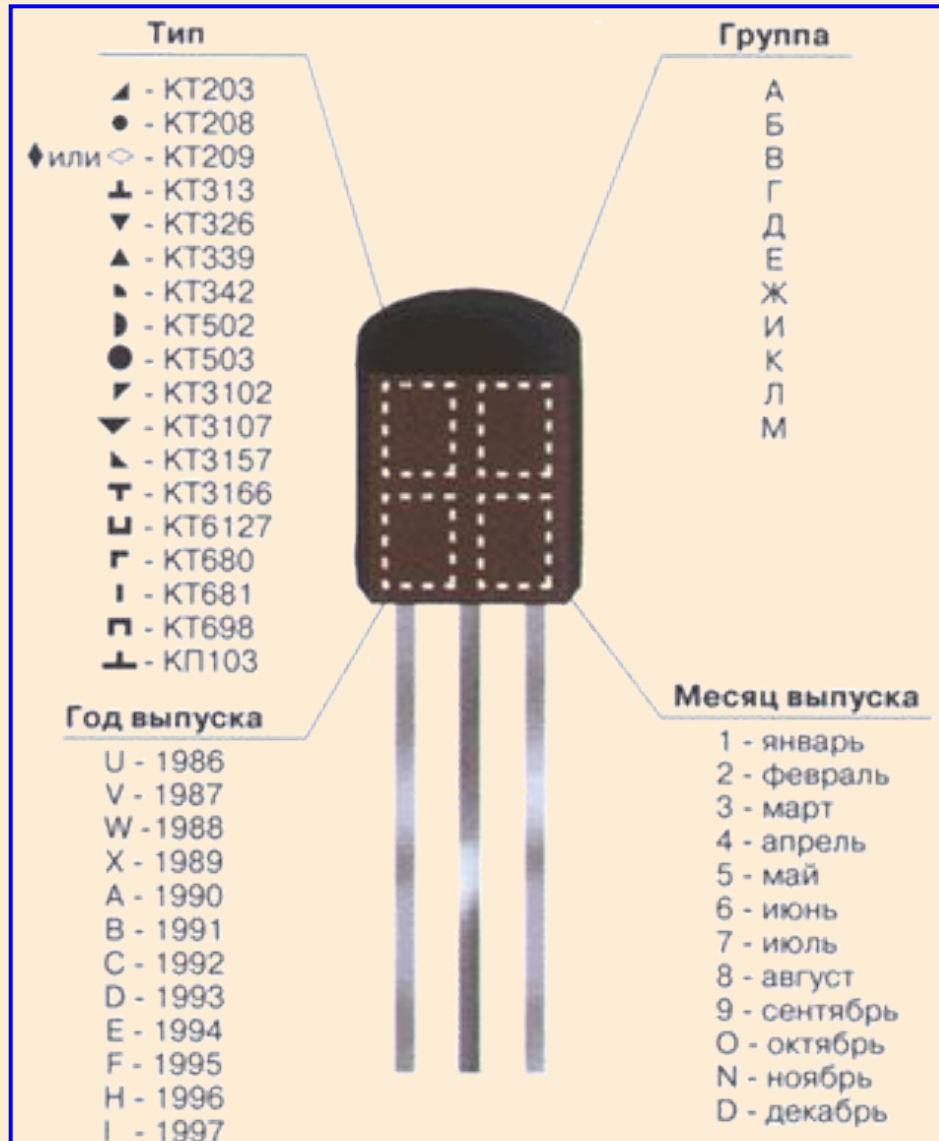 Тип
◢ - КТ203
● - КТ208
♦или◇ - КТ209
┻ - КТ313
▼ - КТ326
▲ - КТ339
◣ - КТ342
◗ - КТ502
● - КТ503
◤ - КТ3102
▼ - КТ3107
◣ - КТ3157
┳ - КТ3166
⊔ - КТ6127
┏ - КТ680
ı - КТ681
⊓ - КТ698
┻ - КП103
Группа
А
Б
В
Г
Д
Е
Ж
И
К
Л
М
Год выпуска
U - 1986
V - 1987
W -1988
X - 1989
A - 1990
B - 1991
C - 1992
D - 1993
E - 1994
F - 1995
H - 1996
I - 1997
Месяц выпуска
1 - январь
2 - февраль
3 - март
4 - апрель
5 - май
6 - июнь
7 - июль
8 - август
9 - сентябрь
O - октябрь
N - ноябрь
D - декабрь